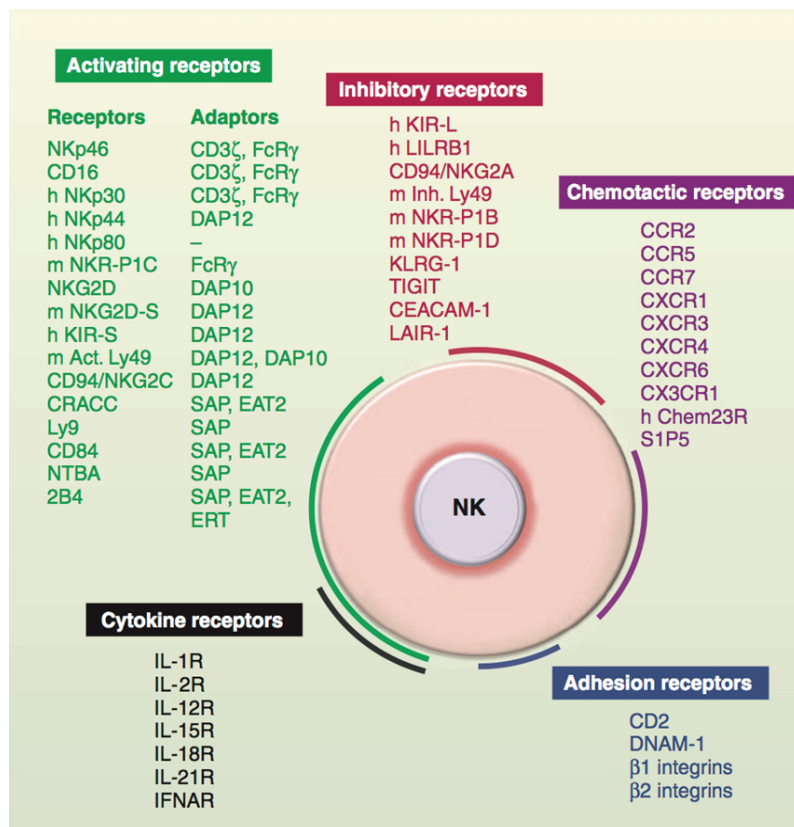 Activating receptors
Receptors Adaptors
NKp46 CD3ζ, FcRγ
CD16 CD3ζ, FcRγ
h NKp30 CD3ζ, FcRγ
h NKp44 DAP12
h NKp80 –
m NKR-P1C FcRγ
NKG2D DAP10
m NKG2D-S DAP12
h KIR-S DAP12
m Act. Ly49 DAP12, DAP10
CD94/NKG2C DAP12
CRACC SAP, EAT2
Ly9 SAP
CD84 SAP, EAT2
NTBA SAP
2B4 SAP, EAT2,
ERT
Inhibitory receptors
h KIR-L
h LILRB1
CD94/NKG2A
m Inh. Ly49
m NKR-P1B
m NKR-P1D
KLRG-1
TIGIT
CEACAM-1
LAIR-1
Chemotactic receptors
CCR2
CCR5
CCR7
CXCR1
CXCR3
CXCR4
CXCR6
CX3CR1
h Chem23R
S1P5
NK
Cytokine receptors
IL-1R
IL-2R
IL-12R
IL-15R
IL-18R
IL-21R
IFNAR
Adhesion receptors
CD2
DNAM-1
β1 integrins
β2 integrins